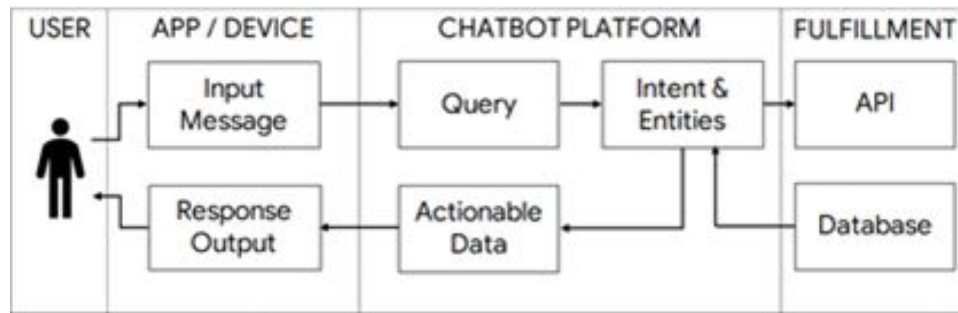 USER
APP / DEVICE
CHATBOT PLATFORM
FULFILLMENT
Input
Message
Query
Intent &
Entities
API
Response
Output
Actionable
Data
Database